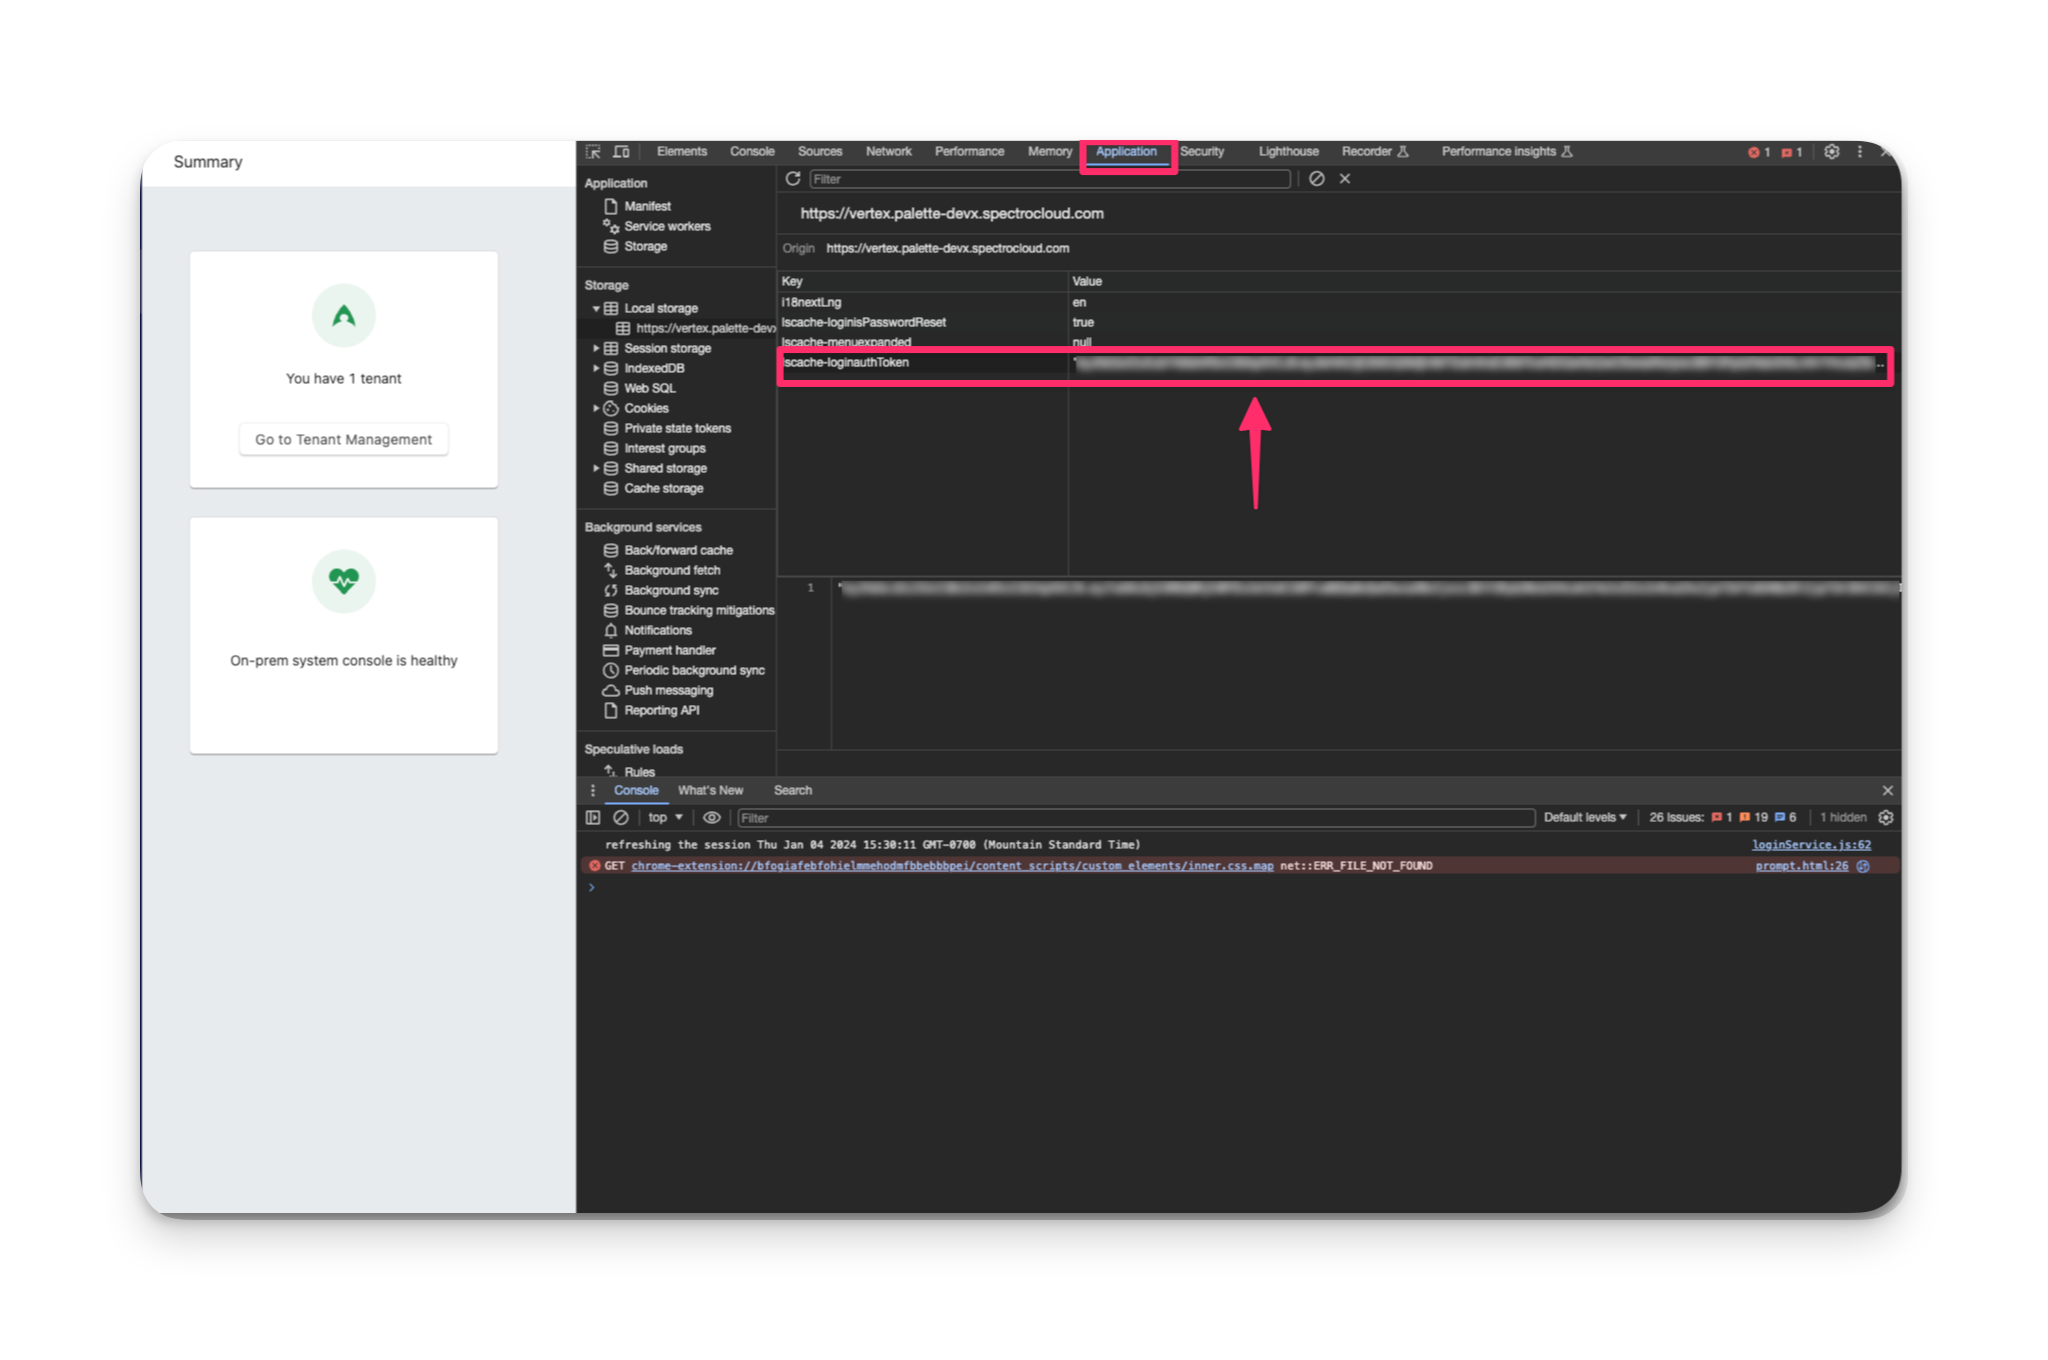 Summary
You have 1 tenant
Go to Tenant Management
On-prem system console is healthy
Elements Console Sources Network Performance Memory Application Security Lighthouse Recorder Performance insights 1 1
Application
Manifest
Service workers
Storage
Storage
Local storage
https://vertex.palette-devx
Session storage
IndexedDB
Web SQL
Cookies
Private state tokens
Interest groups
Shared storage
Cache storage
Background services
Back/forward cache
Background fetch
Background sync
Bounce tracking mitigations
Notifications
Payment handler
Periodic background sync
Push messaging
Reporting API
Speculative loads
Rules
Filter
https://vertex.palette-devx.spectrocloud.com
Origin https://vertex.palette-devx.spectrocloud.com
Key Value
i18nextLng en
lscache-loginisPasswordReset true
lscache-menuexpanded null
lscache-loginauthToken
1
Console What's New Search
top Filter Default levels 26 Issues: 1 19 6 1 hidden
refreshing the session Thu Jan 04 2024 15:30:11 GMT-0700 (Mountain Standard Time) loginService.js:62
GET chrome-extension://bfogiafebfohielmmehodmfbbebbbpei/content_scripts/custom_elements/inner.css.map net::ERR_FILE_NOT_FOUND prompt.html:26